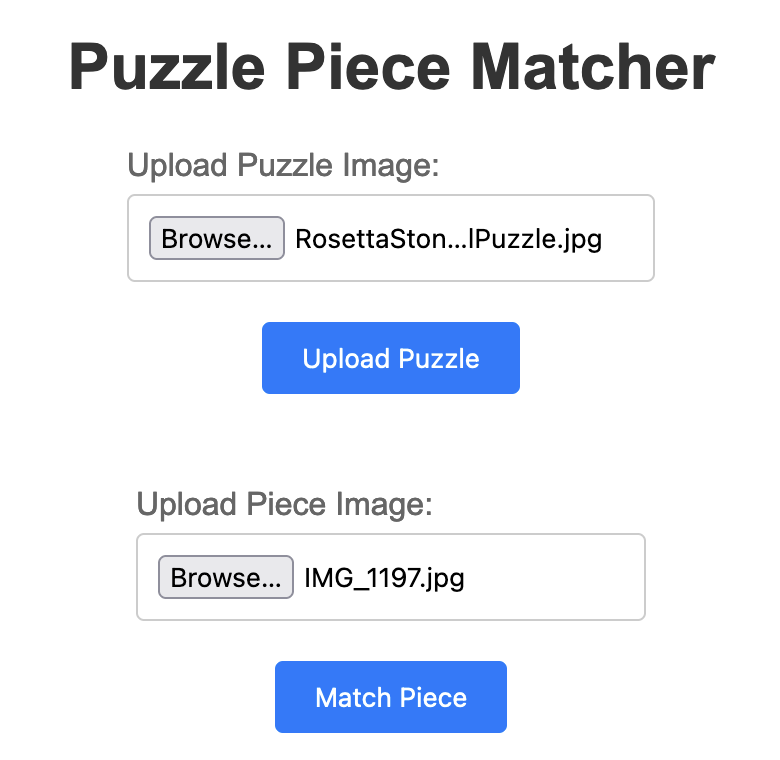 Puzzle Piece Matcher
Upload Puzzle Image:
Browse... RosettaSton...lPuzzle.jpg
Upload Puzzle
Upload Piece Image:
Browse... IMG_1197.jpg
Match Piece